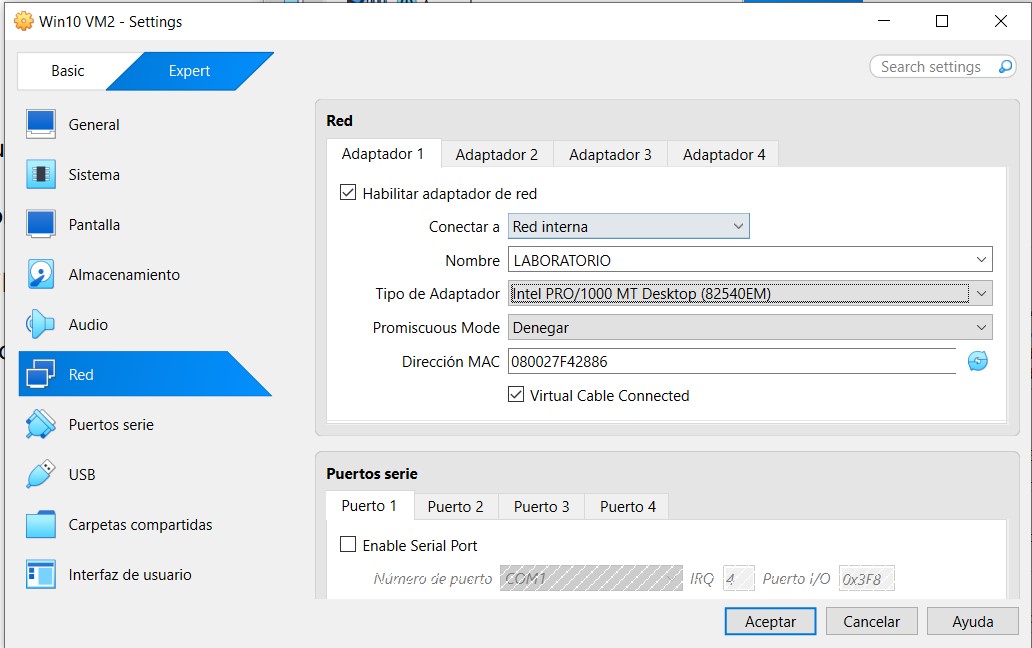 Win10 VM2 - Settings
Basic
Expert
Search settings
General
Sistema
Pantalla
Almacenamiento
Audio
Red
Puertos serie
USB
Carpetas compartidas
Interfaz de usuario
Red
Adaptador 1
Adaptador 2
Adaptador 3
Adaptador 4
Habilitar adaptador de red
Conectar a
Red interna
Nombre
LABORATORIO
Tipo de Adaptador
Intel PRO/1000 MT Desktop (82540EM)
Promiscuous Mode
Denegar
Dirección MAC
080027F42886
Virtual Cable Connected
Puertos serie
Puerto 1
Puerto 2
Puerto 3
Puerto 4
Enable Serial Port
Número de puerto
COM1
IRQ
4
Puerto I/O
0x3F8
Aceptar
Cancelar
Ayuda